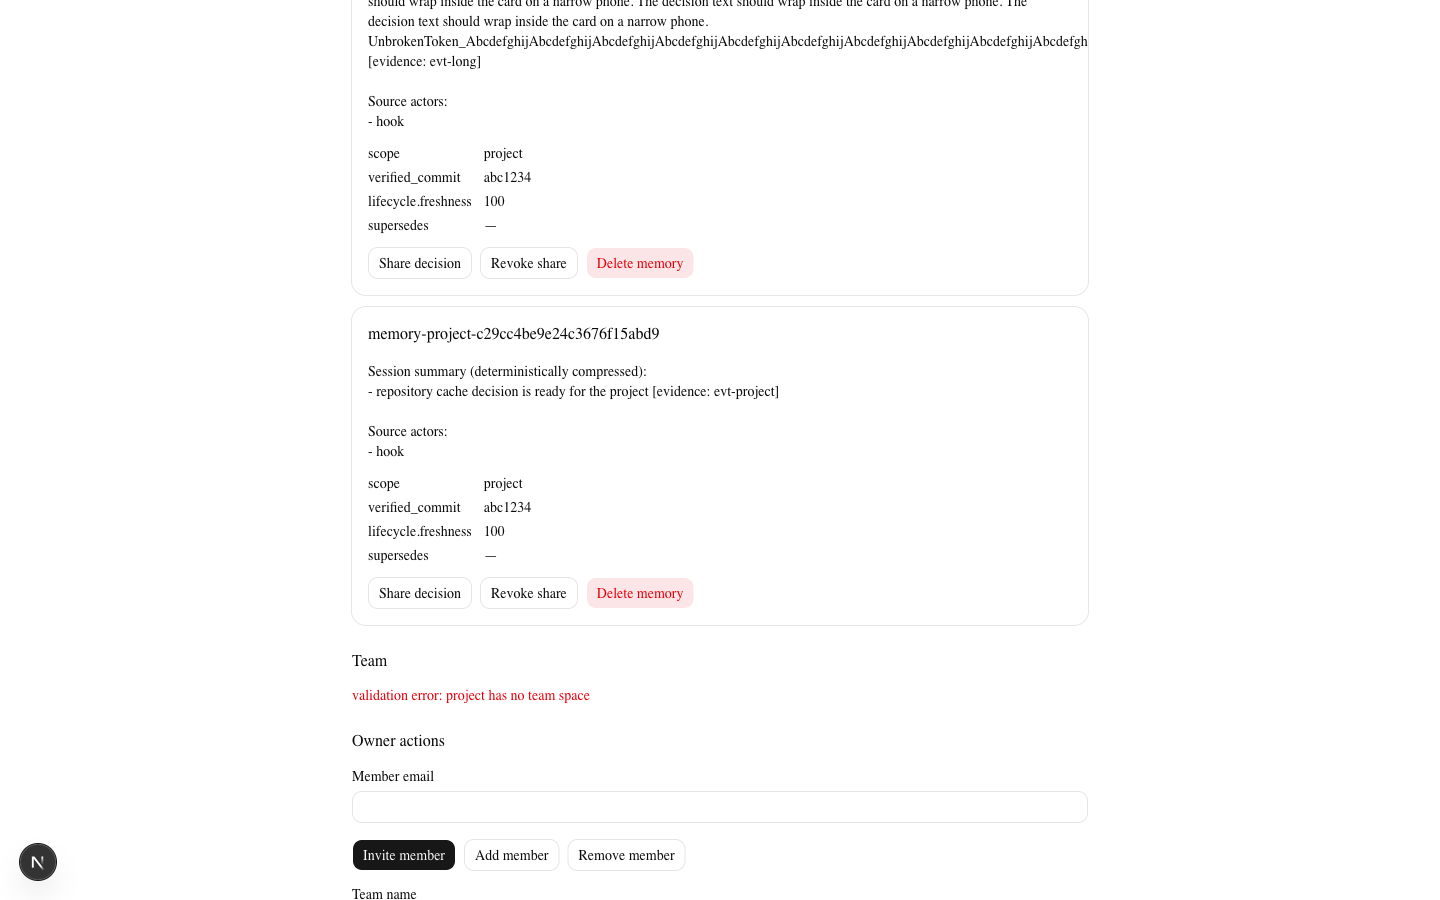 should wrap inside the card on a narrow phone. The decision text should wrap inside the card on a narrow phone. The
decision text should wrap inside the card on a narrow phone.
UnbrokenToken_AbcdefghijAbcdefghijAbcdefghijAbcdefghijAbcdefghijAbcdefghijAbcdefghijAbcdefghijAbcdefghijAbcdefgh
[evidence: evt-long]
Source actors:
- hook
scope project
verified_commit abc1234
lifecycle.freshness 100
supersedes —
Share decision Revoke share Delete memory
memory-project-c29cc4be9e24c3676f15abd9
Session summary (deterministically compressed):
- repository cache decision is ready for the project [evidence: evt-project]
Source actors:
- hook
scope project
verified_commit abc1234
lifecycle.freshness 100
supersedes —
Share decision Revoke share Delete memory
Team
validation error: project has no team space
Owner actions
Member email
Invite member Add member Remove member
Team name
N